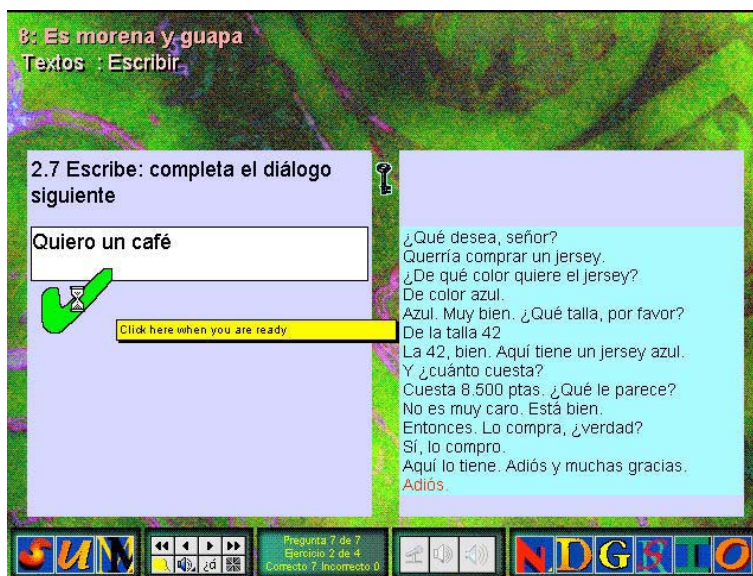 8: Es morena y guapa
Textos : Escribir
2.7 Escribe: completa el diálogo
siguiente
Quiero un café
Click here when you are ready
¿Qué desea, señor?
Querría comprar un jersey.
¿De qué color quiere el jersey?
De color azul.
Azul. Muy bien. ¿Qué talla, por favor?
De la talla 42
La 42, bien. Aquí tiene un jersey azul.
Y ¿cuánto cuesta?
Cuesta 8.500 ptas. ¿Qué le parece?
No es muy caro. Está bien.
Entonces. Lo compra, ¿verdad?
Sí, lo compro.
Aquí lo tiene. Adiós y muchas gracias.
Adiós.
SUN
¿á
Pregunta 7 de 7
Ejercicio 2 de 4
Correcto 7 Incorrecto 0
NDGSIO